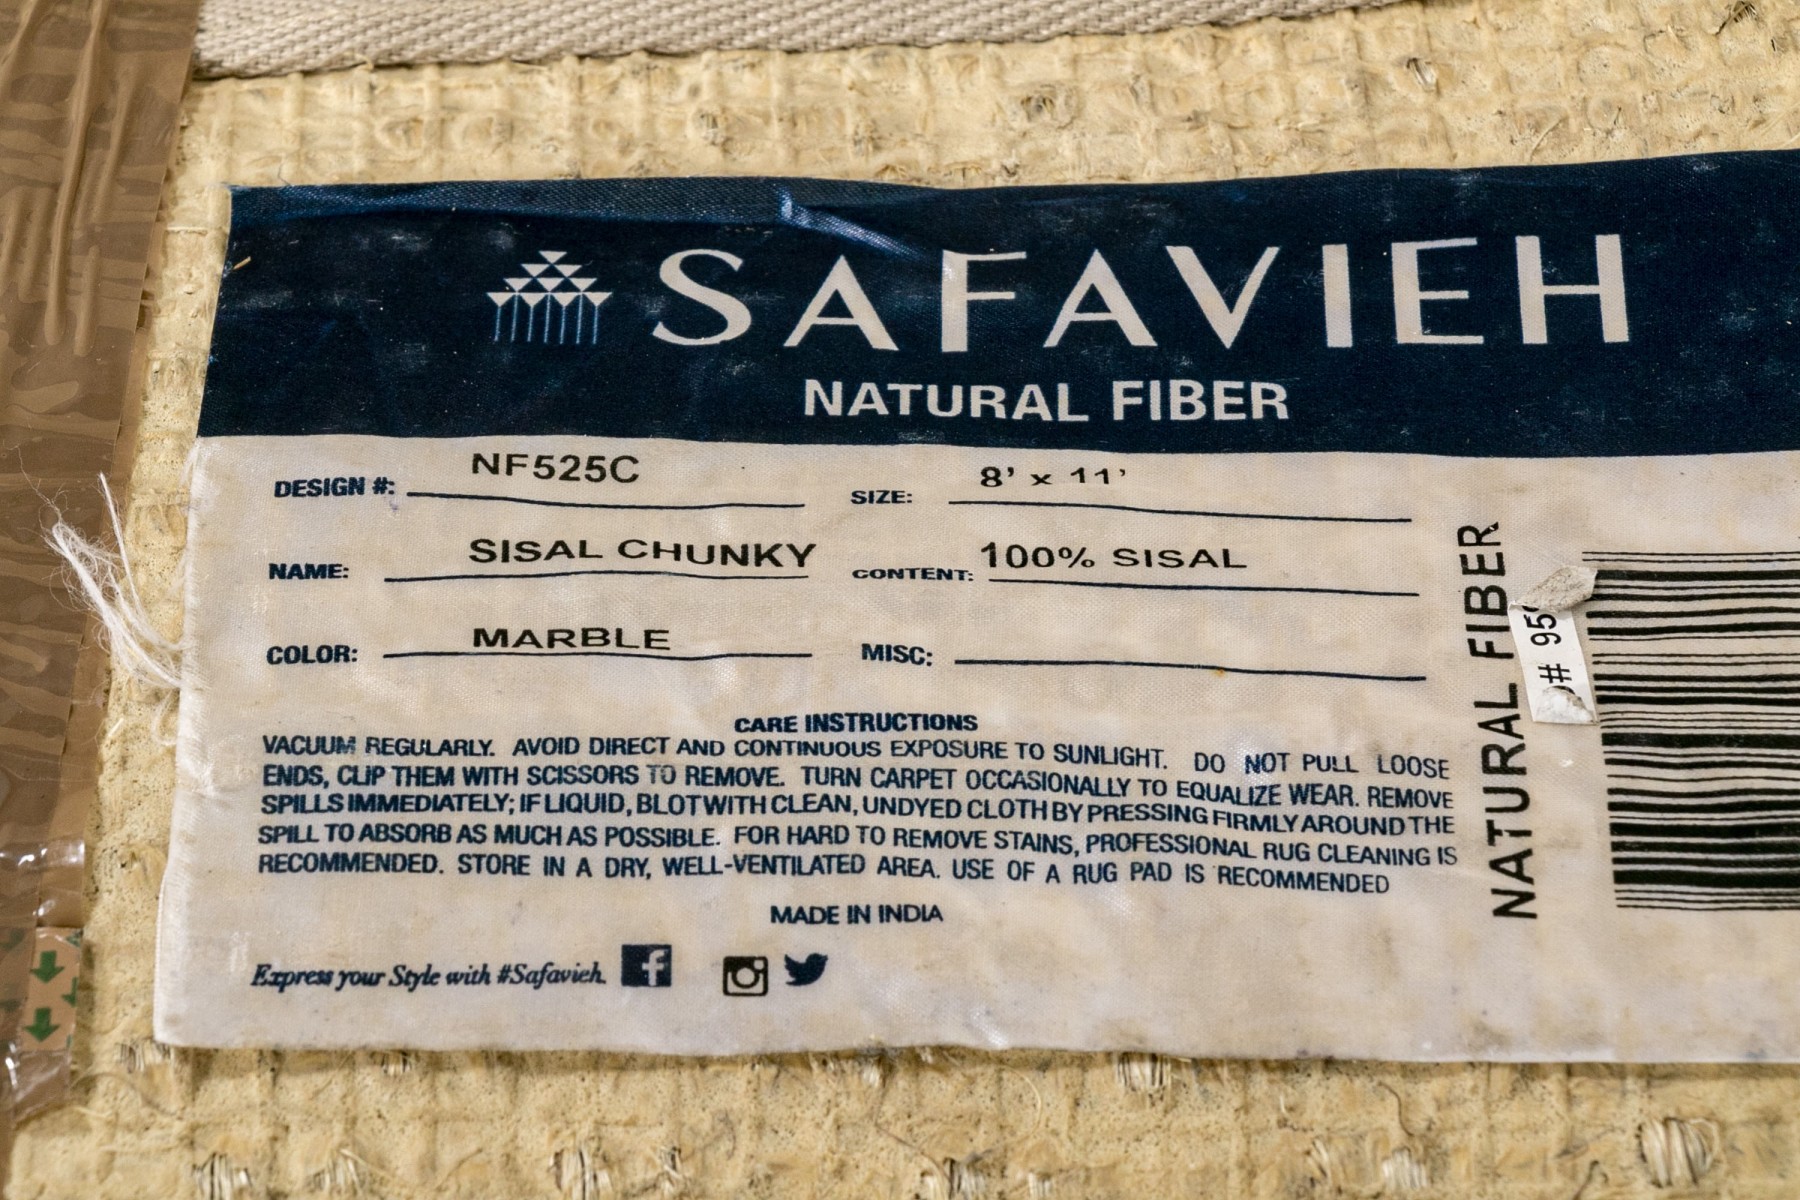 SAFAVIEH
NATURAL FIBER
DESIGN #: NF525C SIZE: 8' x 11'
NAME: SISAL CHUNKY CONTENT: 100% SISAL
COLOR: MARBLE MISC:
CARE INSTRUCTIONS
VACUUM REGULARLY. AVOID DIRECT AND CONTINUOUS EXPOSURE TO SUNLIGHT. DO NOT PULL LOOSE
ENDS, CLIP THEM WITH SCISSORS TO REMOVE. TURN CARPET OCCASIONALLY TO EQUALIZE WEAR. REMOVE
SPILLS IMMEDIATELY; IF LIQUID, BLOT WITH CLEAN, UNDYED CLOTH BY PRESSING FIRMLY AROUND THE
SPILL TO ABSORB AS MUCH AS POSSIBLE. FOR HARD TO REMOVE STAINS, PROFESSIONAL RUG CLEANING IS
RECOMMENDED. STORE IN A DRY, WELL-VENTILATED AREA. USE OF A RUG PAD IS RECOMMENDED
MADE IN INDIA
Express your Style with #Safavieh.
NATURAL FIBER